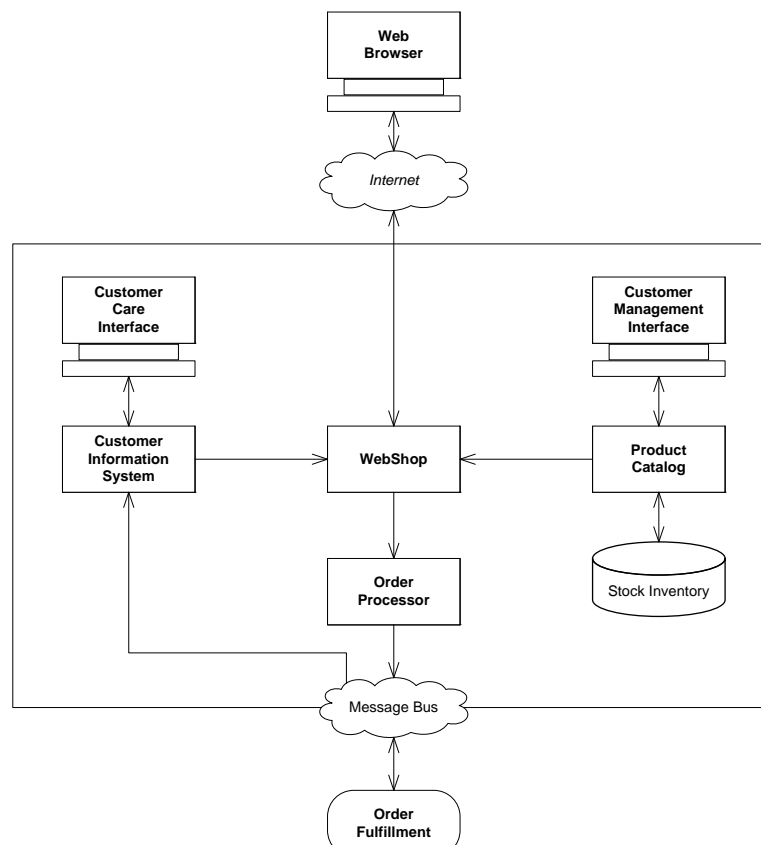 Web
Browser
Internet
Customer
Care
Interface
Customer
Management
Interface
Customer
Information
System
WebShop
Product
Catalog
Order
Processor
Stock Inventory
Message Bus
Order
Fulfillment